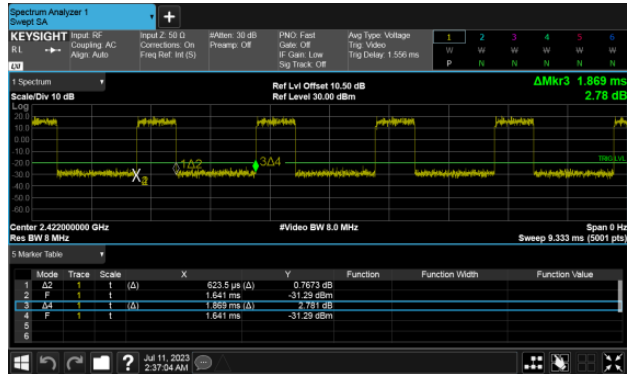 Spectrum Analyzer 1
Swept SA
+
KEYSIGHT Input: RF Input Z: 50 Ω #Atten: 30 dB PNO: Fast Avg Type: Voltage 1 2 3 4 5 6
RL Coupling: AC Corrections: On Preamp: Off Gate: Off Trig: Video W W W W W W
Align: Auto Freq Ref: Int (S) IF Gain: Low Trig Delay: 1.556 ms P N N N N N
LXI Sig Track: Off
1 Spectrum Ref Lvl Offset 10.50 dB ΔMkr3 1.869 ms
Scale/Div 10 dB Ref Level 30.00 dBm 2.78 dB
Log
20.0
10.0
0.00
-10.0
-20.0 1Δ2 3Δ4 TRIG LVL
-30.0 X
-40.0
-50.0
-60.0
Center 2.422000000 GHz #Video BW 8.0 MHz Span 0 Hz
Res BW 8 MHz Sweep 9.333 ms (5001 pts)
5 Marker Table
Mode Trace Scale X Y Function Function Width Function Value
1 Δ2 1 t (Δ) 623.5 µs (Δ) 0.7673 dB
2 F 1 t 1.641 ms -31.29 dBm
3 Δ4 1 t (Δ) 1.869 ms (Δ) 2.781 dB
4 F 1 t 1.641 ms -31.29 dBm
5
6
? Jul 11, 2023
2:37:04 AM